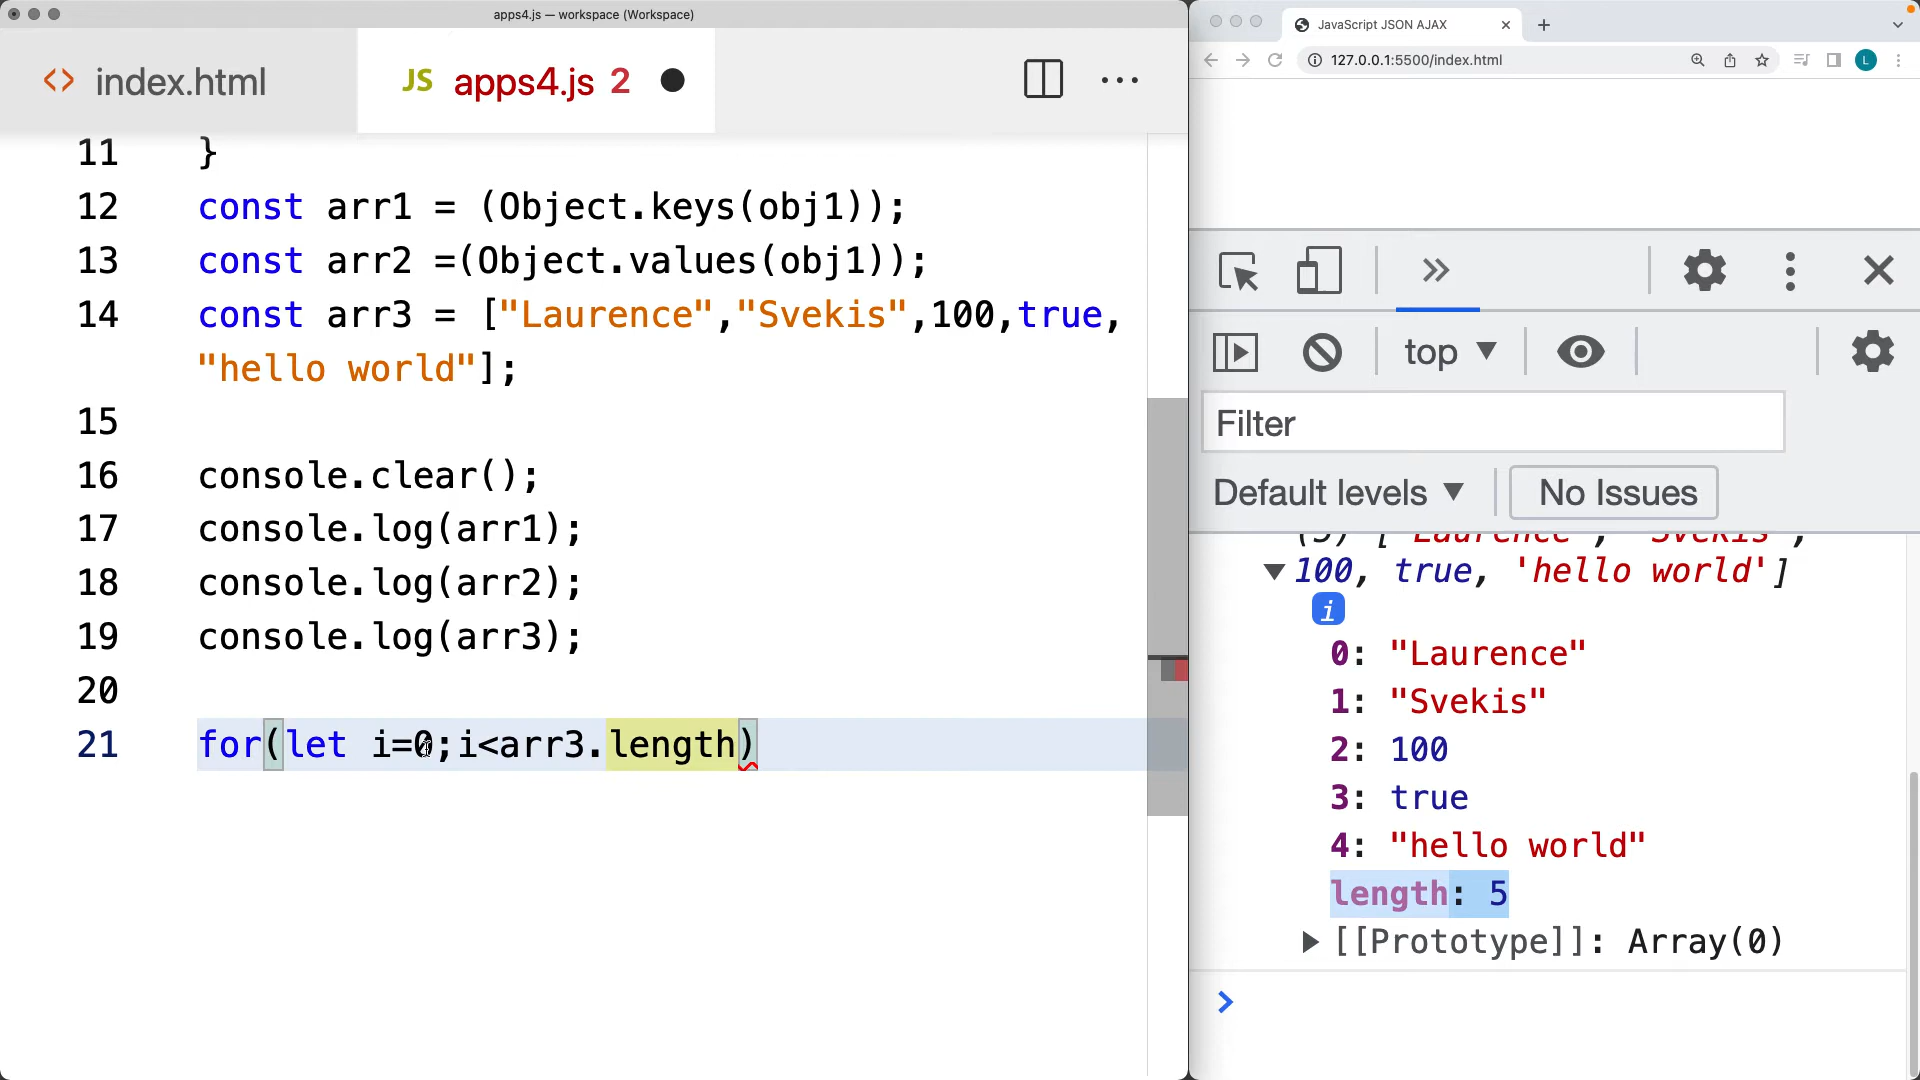 apps4.js — workspace (Workspace)
<> index.html
JS apps4.js 2
11 }
12 const arr1 = (Object.keys(obj1));
13 const arr2 =(Object.values(obj1));
14 const arr3 = ["Laurence","Svekis",100,true,
"hello world"];
15
16 console.clear();
17 console.log(arr1);
18 console.log(arr2);
19 console.log(arr3);
20
21 for(let i=0;i<arr3.length)
JavaScript JSON AJAX
127.0.0.1:5500/index.html
L
top
Filter
Default levels
No Issues
(5) ['Laurence', 'Svekis',
100, true, 'hello world']
i
0: "Laurence"
1: "Svekis"
2: 100
3: true
4: "hello world"
length: 5
[[Prototype]]: Array(0)
>